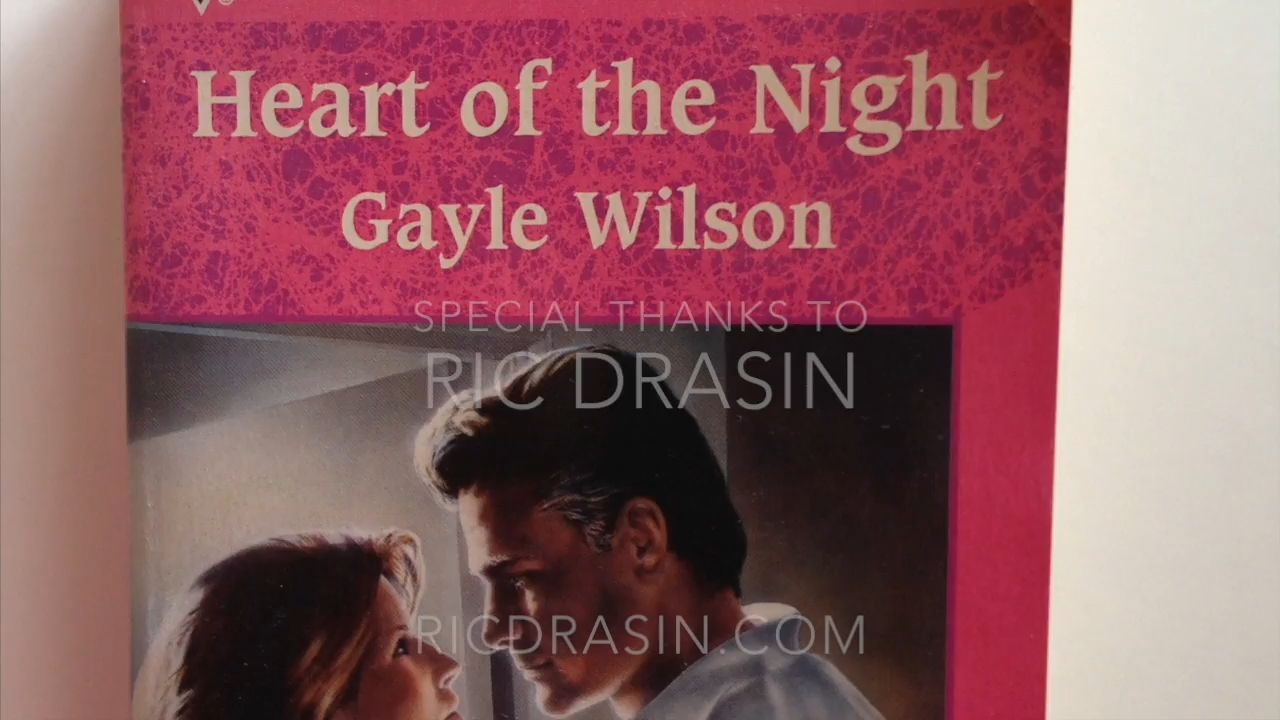 Heart of the Night
Gayle Wilson
SPECIAL THANKS TO
RIC DRASIN
RICDRASIN.COM